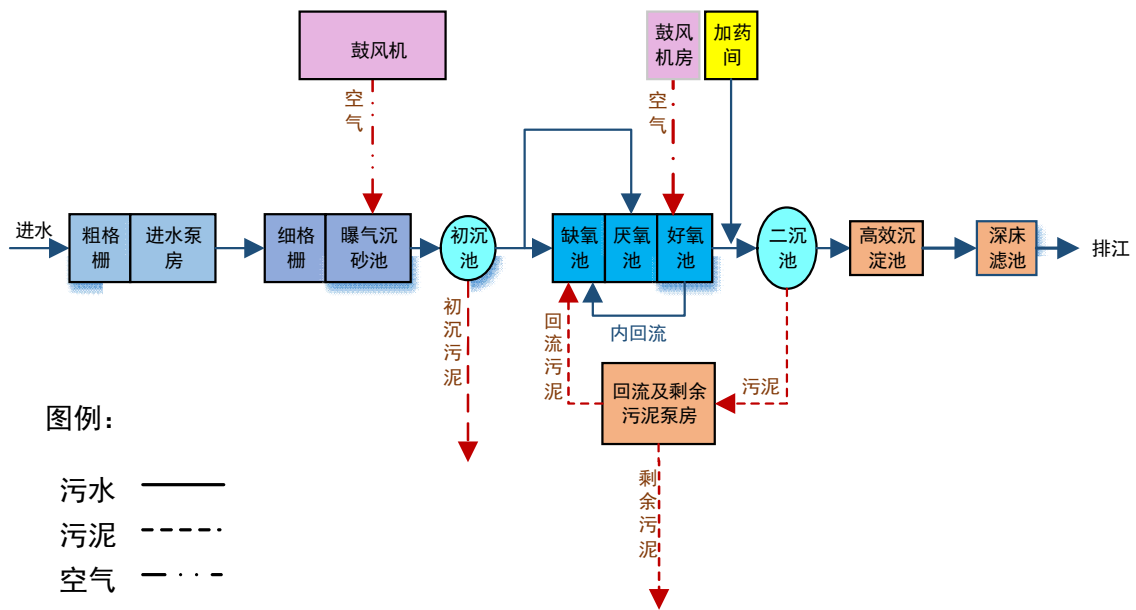 鼓风机
鼓风
机房
加药
间
空气
空气
进水
粗格
栅
进水泵
房
细格
栅
曝气沉
砂池
初沉
池
缺氧
池
厌氧
池
好氧
池
二沉
池
高效沉
淀池
深床
滤池
排江
初沉污泥
回流污泥
内回流
回流及剩余
污泥泵房
污泥
剩余污泥
图例：
污水
污泥
空气